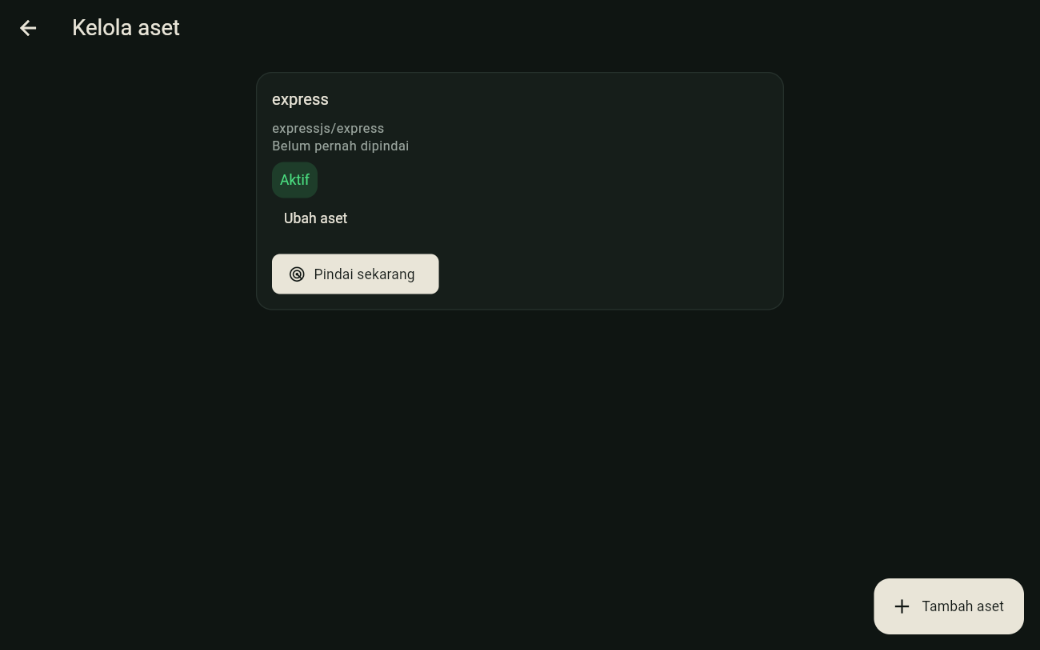 Kelola aset
express
expressjs/express
Belum pernah dipindai
Aktif
Ubah aset
Pindai sekarang
Tambah aset